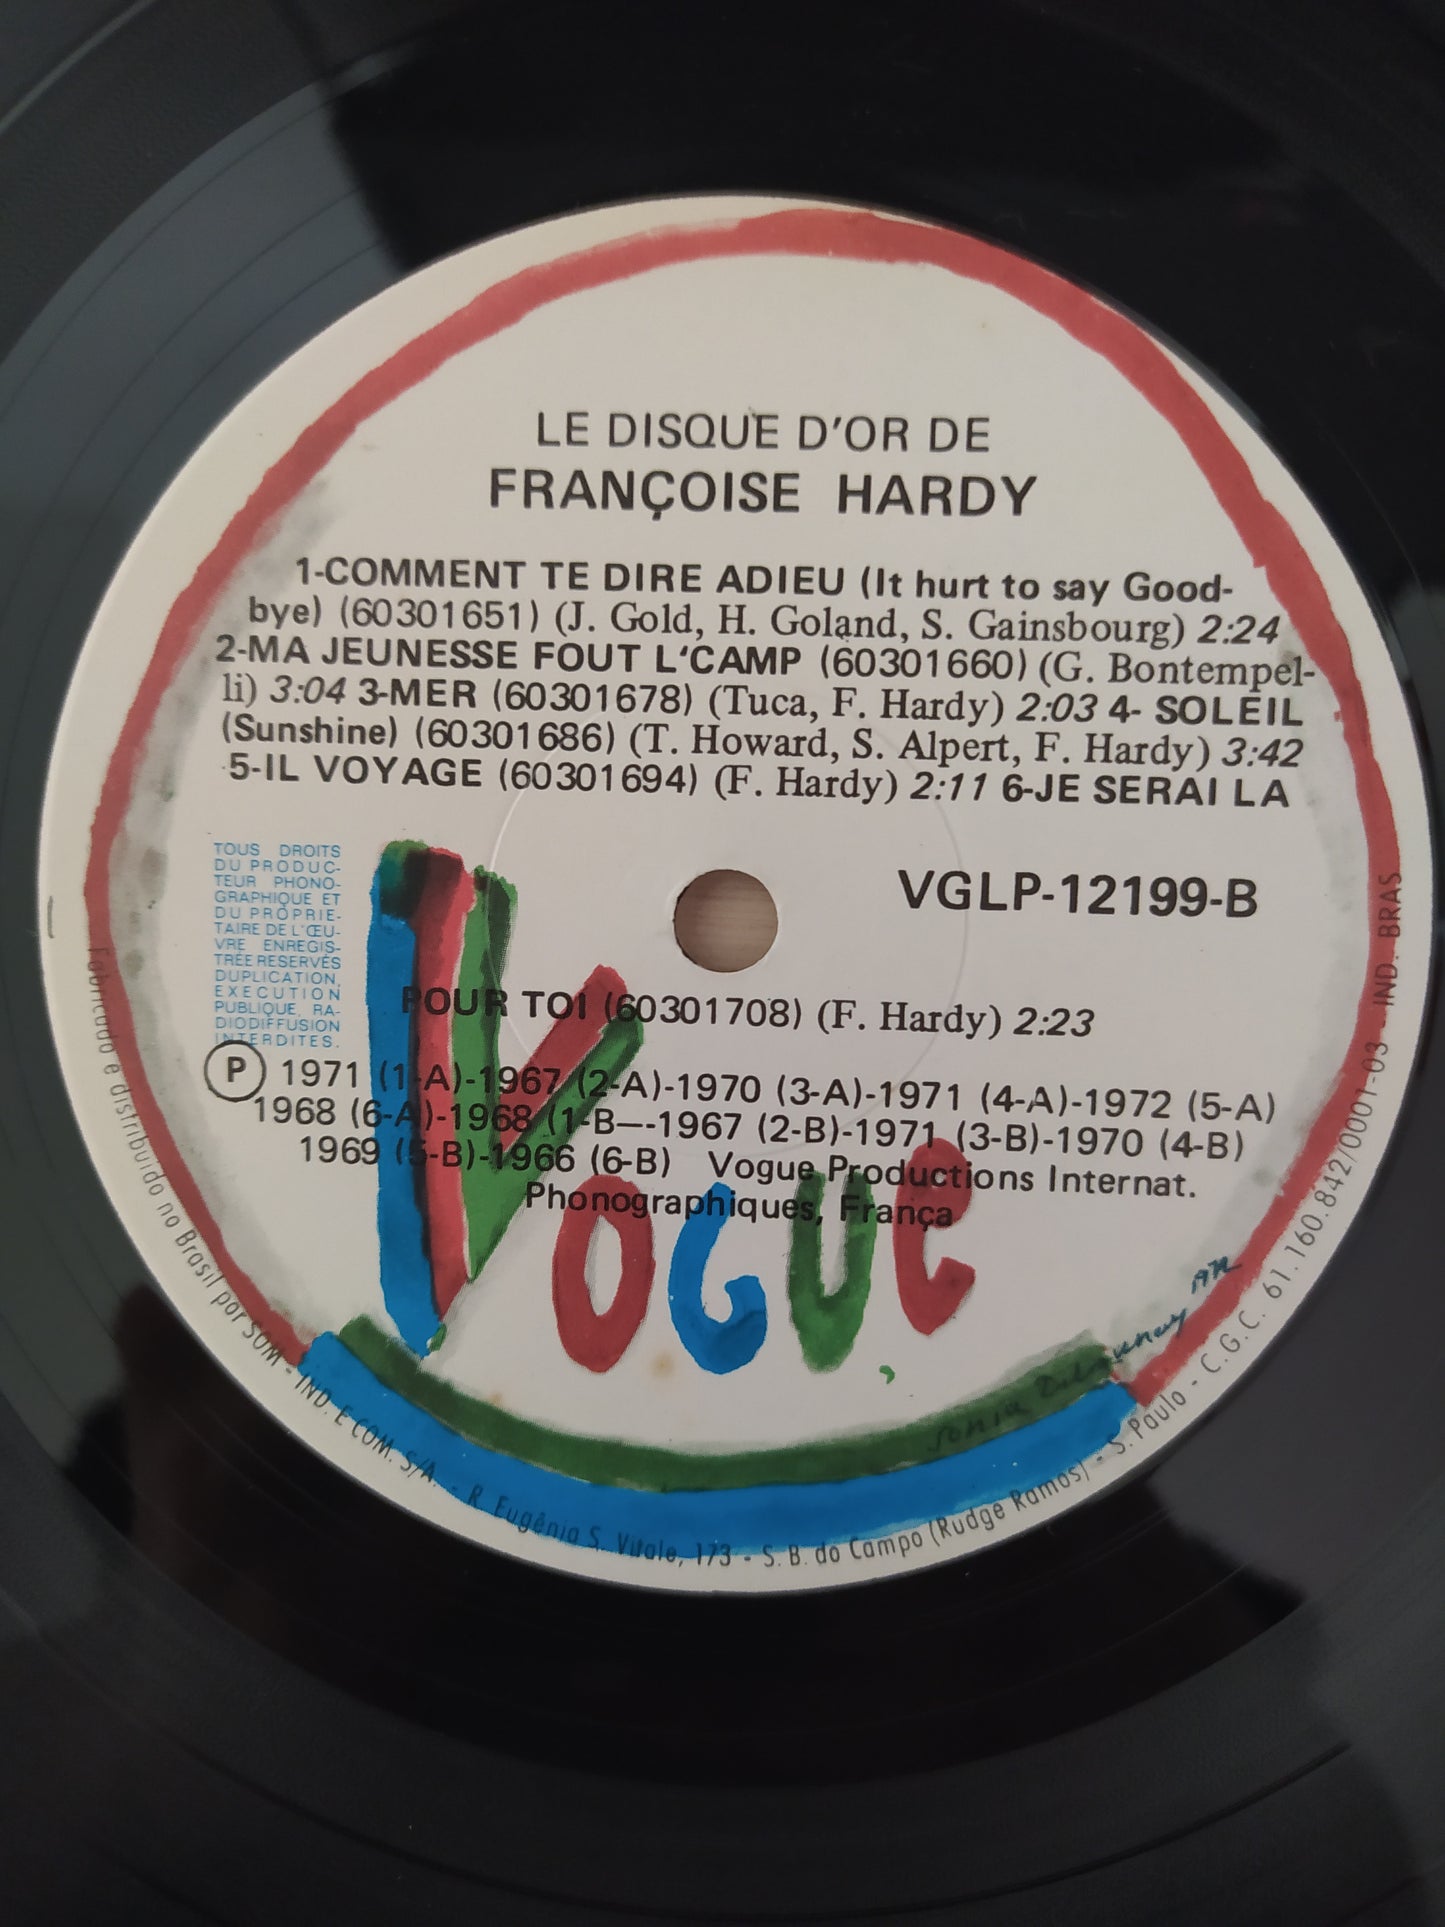 LE DISQUE D'OR DE
FRANÇOISE HARDY
1-COMMENT TE DIRE ADIEU (It hurt to say Good-
bye) (60301651) (J. Gold, H. Goland, S. Gainsbourg) 2:24
2-MA JEUNESSE FOUT L'CAMP (60301660) (G. Bontempel-
li) 3:04 3-MER (60301678) (Tuca, F. Hardy) 2:03 4- SOLEIL
(Sunshine) (60301686) (T. Howard, S. Alpert, F. Hardy) 3:42
5-IL VOYAGE (60301694) (F. Hardy) 2:11 6-JE SERAI LA
TOUS DROITS
DU PRODUC-
TEUR PHONO-
GRAPHIQUE ET
DU PROPRIE-
TAIRE DE L'ŒU-
VRE ENREGIS-
TRÉE RESERVÉS
DUPLICATION,
EXECUTION
PUBLIQUE, RA-
DIODIFFUSION
INTERDITES.
VGLP-12199-B
POUR TOI (60301708) (F. Hardy) 2:23
Ⓟ 1971 (1-A)-1967 (2-A)-1970 (3-A)-1971 (4-A)-1972 (5-A)
1968 (6-A)-1968 (1-B—-1967 (2-B)-1971 (3-B)-1970 (4-B)
1969 (5-B)-1966 (6-B) Vogue Productions Internat.
Phonographiques, França
VOGUE
Sonia Delaunay
Fabricado e distribuido no Brasil por SOM - IND. E COM. S/A. - R Eugênia S. Vitale, 173 - S. B. do Campo (Rudge Ramos) - S. Paulo - C.G.C. 61.160.842/0001-03 - IND. BRAS.